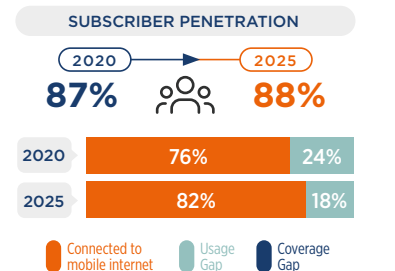 SUBSCRIBER PENETRATION
2020 2025
87% 88%
2020 76% 24%
2025 82% 18%
Connected to mobile internet
Usage Gap
Coverage Gap